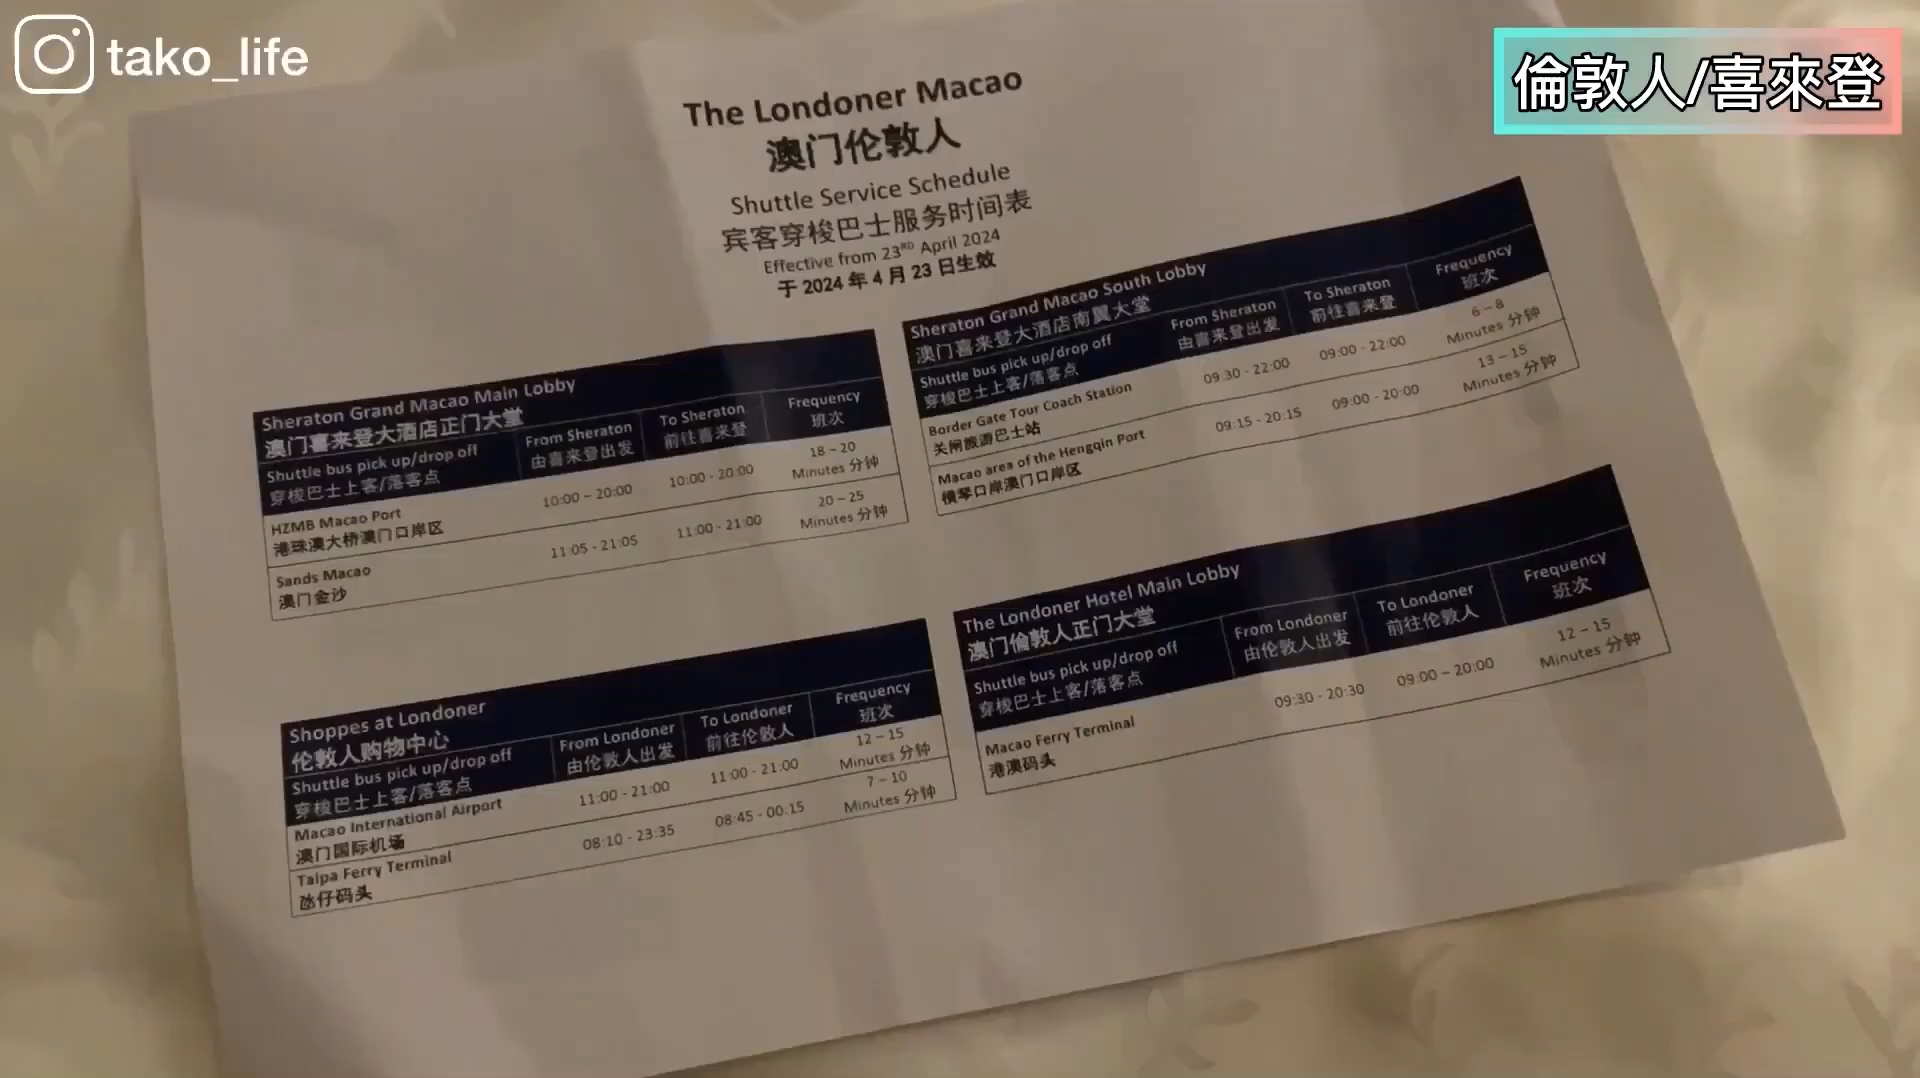 tako_life
倫敦人/喜來登
The Londoner Macao
澳门伦敦人
Shuttle Service Schedule
宾客穿梭巴士服务时间表
Effective from 23RD April 2024
于 2024 年 4 月 23 日生效
Sheraton Grand Macao Main Lobby
澳门喜来登大酒店正门大堂
Shuttle bus pick up/drop off
穿梭巴士上客/落客点
From Sheraton
由喜来登出发
To Sheraton
前往喜来登
Frequency
班次
HZMB Macao Port
港珠澳大桥澳门口岸区
10:00 – 20:00
10:00 - 20:00
18 – 20
Minutes 分钟
Sands Macao
澳门金沙
11:05 - 21:05
11:00 - 21:00
20 – 25
Minutes 分钟
Sheraton Grand Macao South Lobby
澳门喜来登大酒店南翼大堂
Shuttle bus pick up/drop off
穿梭巴士上客/落客点
From Sheraton
由喜来登出发
To Sheraton
前往喜来登
Frequency
班次
Border Gate Tour Coach Station
关闸旅游巴士站
09:30 - 22:00
09:00 - 22:00
6 – 8
Minutes 分钟
Macao area of the Hengqin Port
横琴口岸澳门口岸区
09:15 - 20:15
09:00 - 20:00
13 – 15
Minutes 分钟
Shoppes at Londoner
伦敦人购物中心
Shuttle bus pick up/drop off
穿梭巴士上客/落客点
From Londoner
由伦敦人出发
To Londoner
前往伦敦人
Frequency
班次
Macao International Airport
澳门国际机场
11:00 - 21:00
11:00 - 21:00
12 – 15
Minutes 分钟
Taipa Ferry Terminal
氹仔码头
08:10 - 23:35
08:45 - 00:15
7 – 10
Minutes 分钟
The Londoner Hotel Main Lobby
澳门倫敦人正门大堂
Shuttle bus pick up/drop off
穿梭巴士上客/落客点
From Londoner
由伦敦人出发
To Londoner
前往伦敦人
Frequency
班次
Macao Ferry Terminal
港澳码头
09:30 - 20:30
09:00 – 20:00
12 – 15
Minutes 分钟